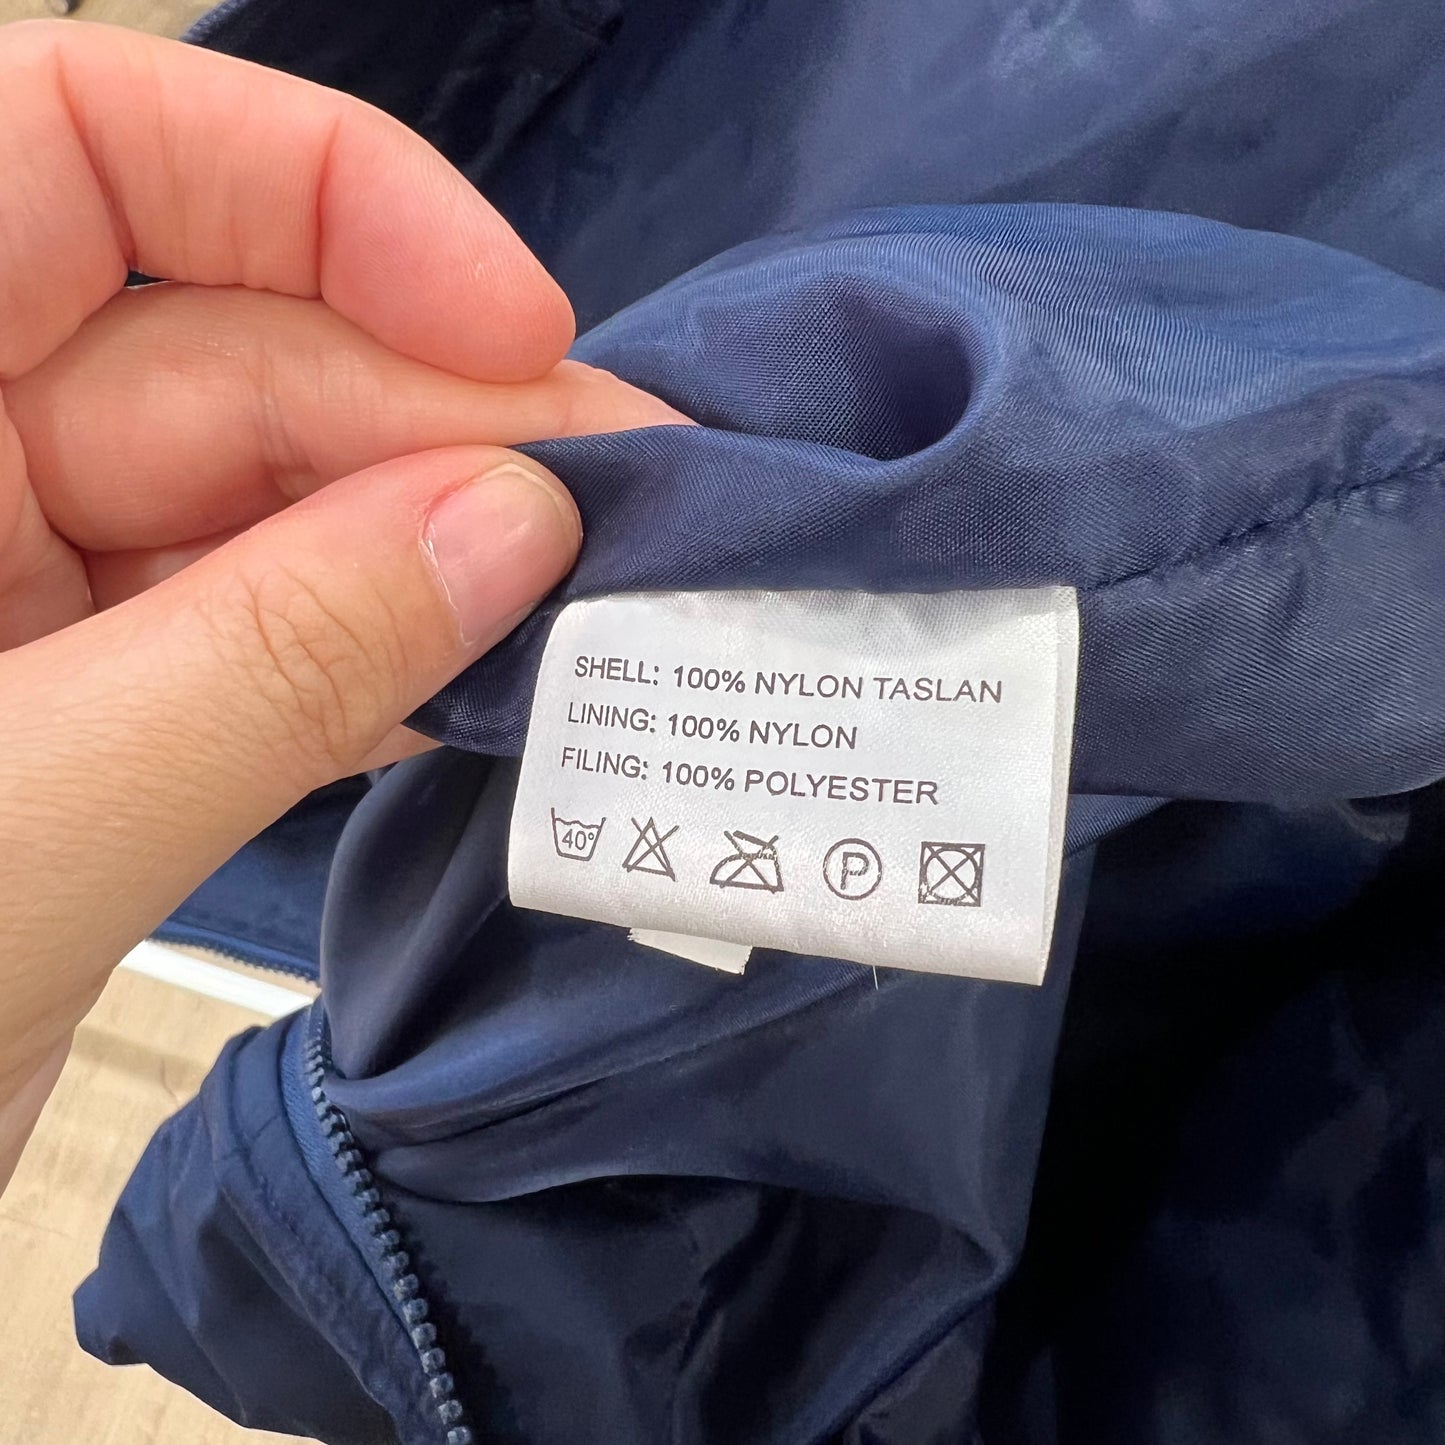 SHELL: 100% NYLON TASLAN
LINING: 100% NYLON
FILING: 100% POLYESTER
40° P